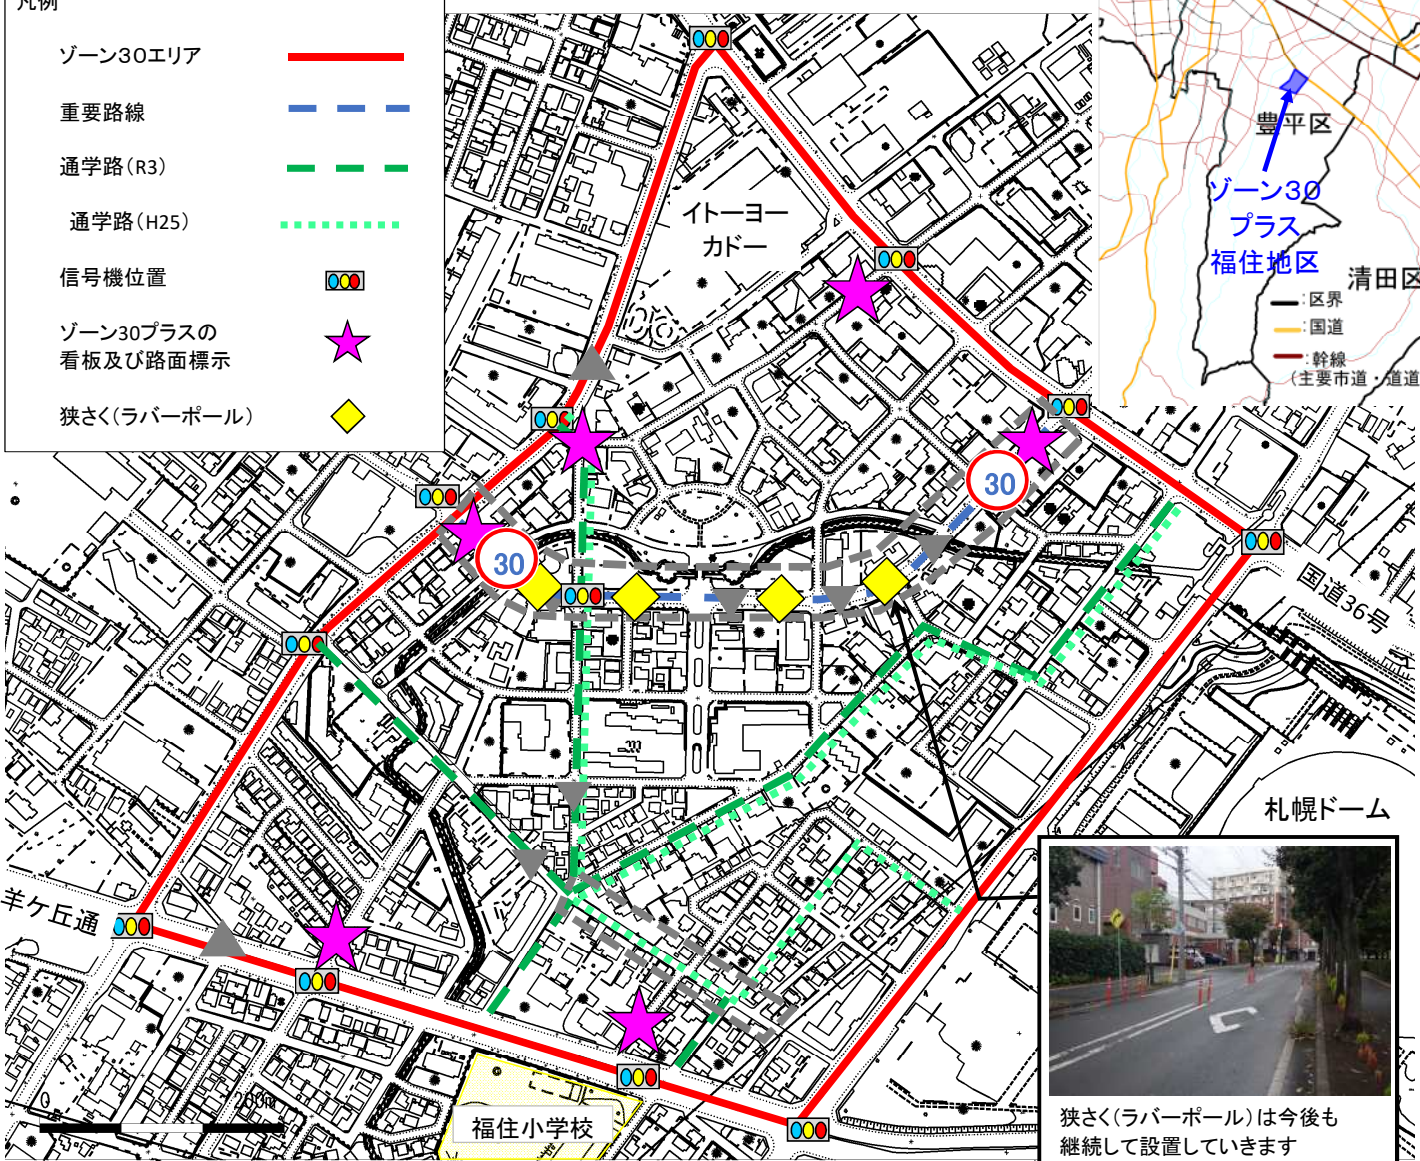 凡例
ゾーン30エリア
重要路線
通学路(R3)
通学路(H25)
信号機位置
ゾーン30プラスの
看板及び路面標示
狭さく(ラバーポール)
豊平区
ゾーン30
プラス
福住地区
清田区
:区界
:国道
:幹線
(主要市道・道道
イトーヨー
カドー
30
30
国道36号
札幌ドーム
羊ケ丘通
0
200m
福住小学校
狭さく(ラバーポール)は今後も
継続して設置していきます